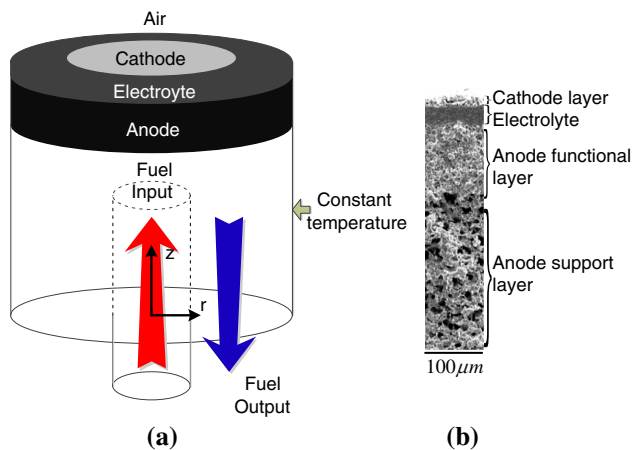 Air
Cathode
Electroyte
Anode
Fuel
Input
Constant
temperature
z
r
Fuel
Output
(a)
Cathode layer
Electrolyte
Anode functional
layer
Anode support
layer
100μm
(b)